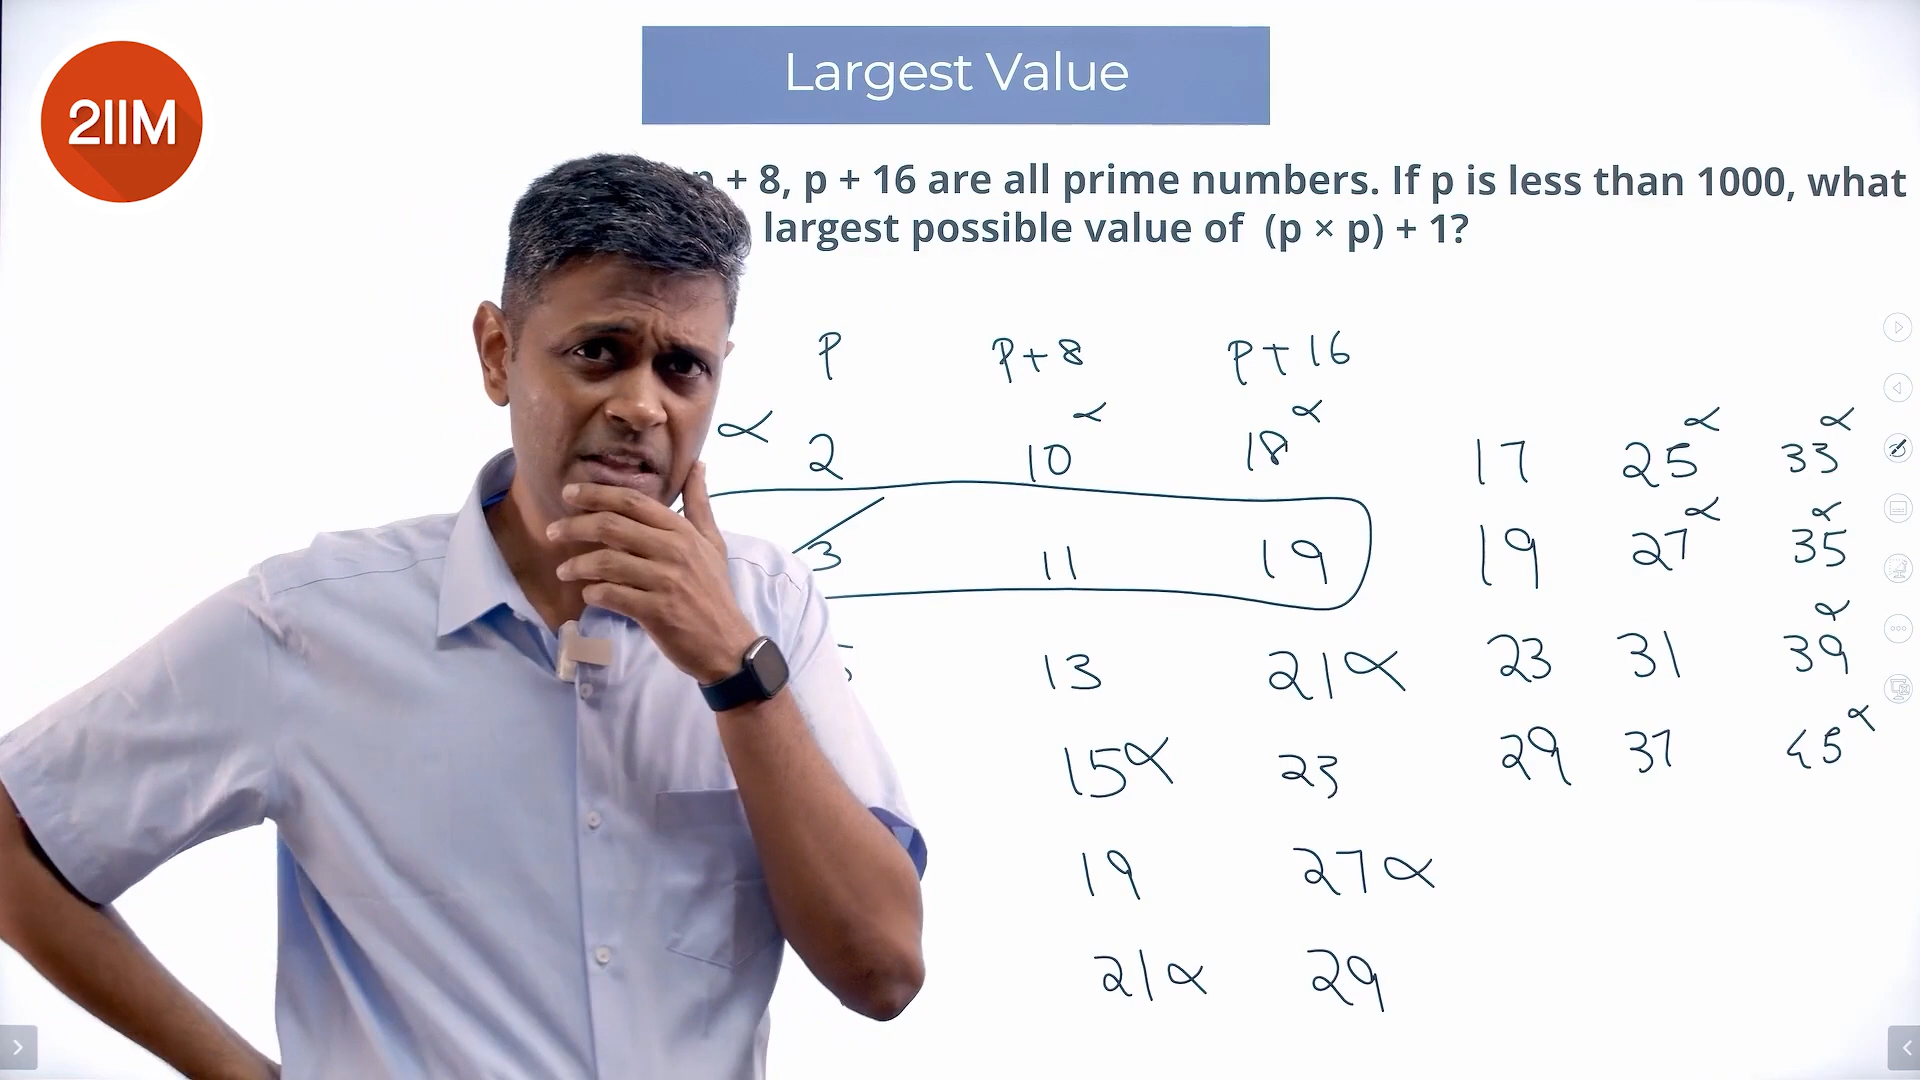 2IIM
Largest Value
p + 8, p + 16 are all prime numbers. If p is less than 1000, what
largest possible value of (p × p) + 1?
p p+8 p+16
α 2 10 α 18 α 17 25 α 33 α
3 11 19 19 27 α 35 α
13 21 α 23 31 39 α
15 α 23 29 37 45 α
19 27 α
21 α 29